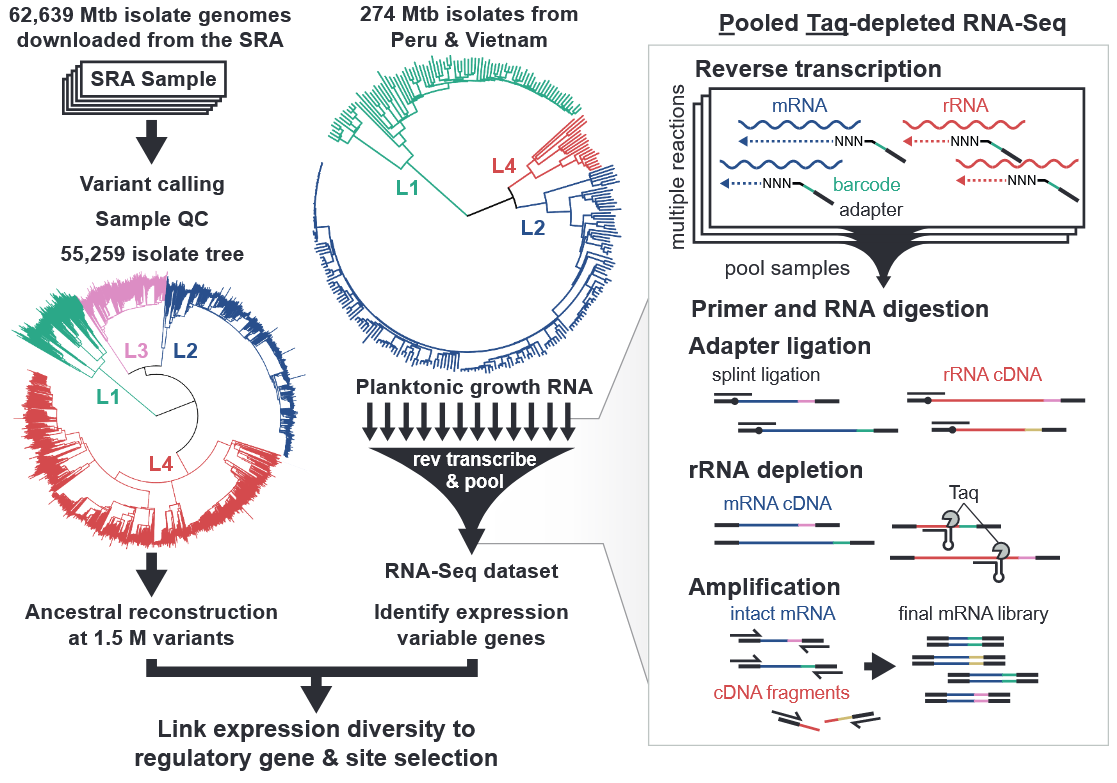 62,639 Mtb isolate genomes
downloaded from the SRA
SRA Sample
Variant calling
Sample QC
55,259 isolate tree
L3
L2
L1
L4
Ancestral reconstruction
at 1.5 M variants
274 Mtb isolates from
Peru & Vietnam
L4
L1
L2
Planktonic growth RNA
rev transcribe
& pool
RNA-Seq dataset
Identify expression
variable genes
Link expression diversity to
regulatory gene & site selection
Pooled Taq-depleted RNA-Seq
Reverse transcription
multiple reactions
mRNA
rRNA
NNN
NNN
NNN
NNN
barcode
adapter
pool samples
Primer and RNA digestion
Adapter ligation
splint ligation
rRNA cDNA
rRNA depletion
mRNA cDNA
Taq
Amplification
intact mRNA
final mRNA library
cDNA fragments